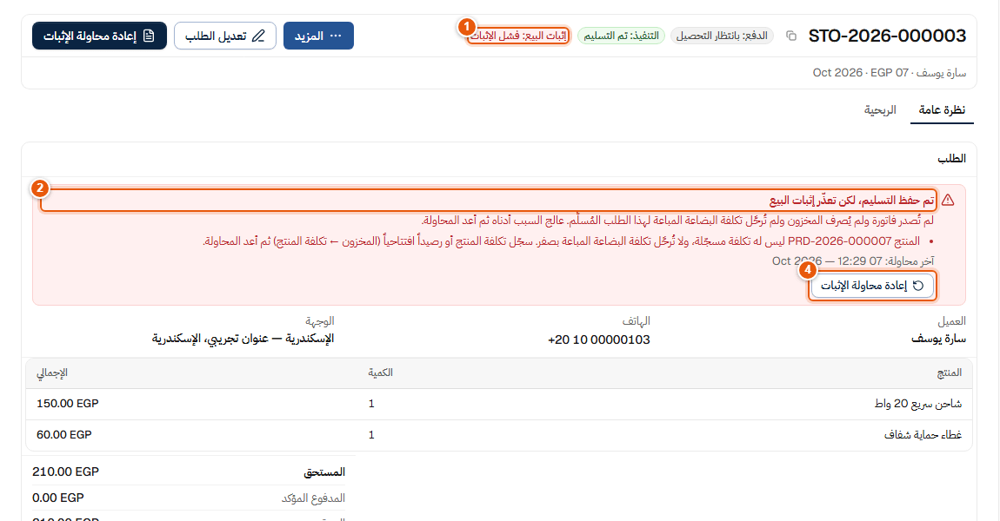 STO-2026-000003 الدفع: بانتظار التحصيل التنفيذ: تم التسليم إثبات البيع: فشل الإثبات 1 المزيد تعديل الطلب إعادة محاولة الإثبات
سارة يوسف · Oct 2026 · EGP 07
نظرة عامة الربحية
الطلب
2
تم حفظ التسليم، لكن تعذّر إثبات البيع
لم تُصدر فاتورة ولم يُصرف المخزون ولم تُرحَّل تكلفة البضاعة المباعة لهذا الطلب المُسلَّم. عالج السبب أدناه ثم أعد المحاولة.
• المنتج PRD-2026-000007 ليس له تكلفة مسجّلة، ولا تُرحَّل تكلفة البضاعة المباعة بصفر. سجّل تكلفة المنتج أو رصيداً افتتاحياً (المخزون ← تكلفة المنتج) ثم أعد المحاولة.
آخر محاولة: 07 Oct 2026 — 12:29
4
إعادة محاولة الإثبات
العميل الهاتف الوجهة
سارة يوسف +20 10 00000103 الإسكندرية — عنوان تجريبي، الإسكندرية
المنتج الكمية الإجمالي
شاحن سريع 20 واط 1 150.00 EGP
غطاء حماية شفاف 1 60.00 EGP
المستحق 210.00 EGP
المدفوع المؤكد 0.00 EGP